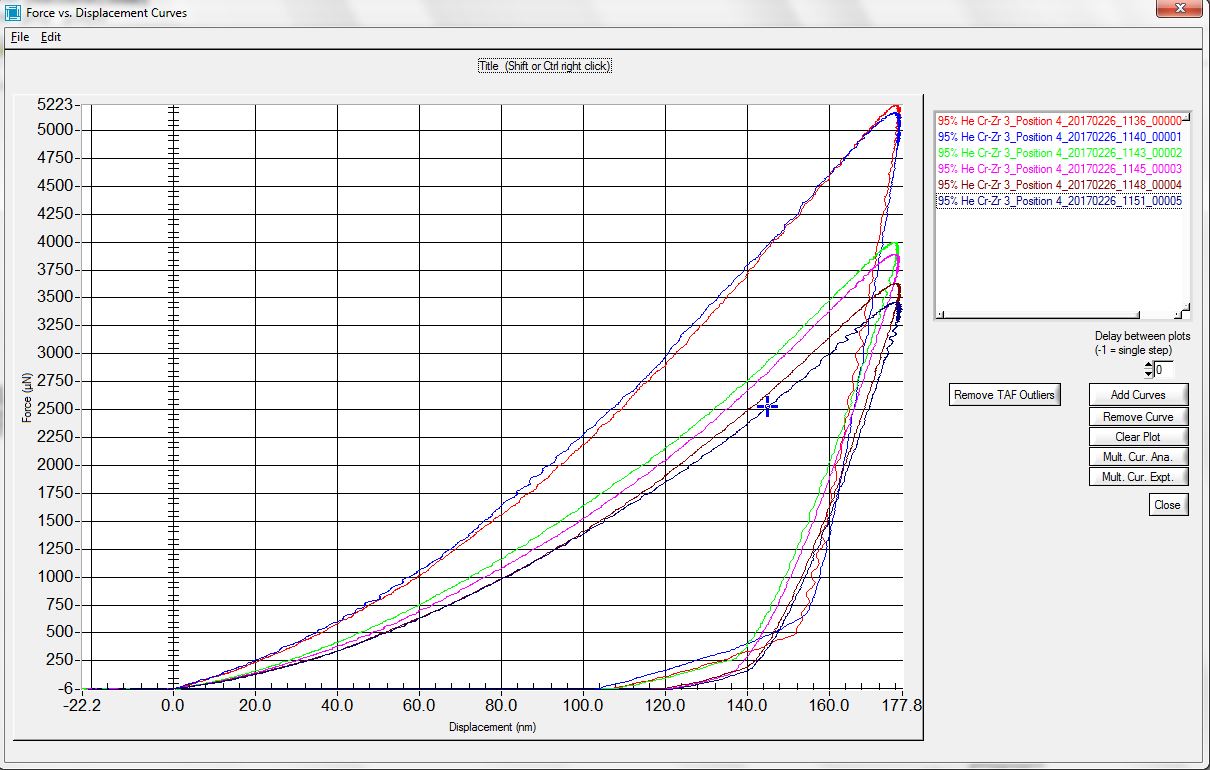 Force vs. Displacement Curves
File Edit
Title (Shift or Ctrl right click)
5223
5000
4750
4500
4250
4000
3750
3500
3250
3000
2750
2500
2250
2000
1750
1500
1250
1000
750
500
250
-6
Force (µN)
-22.2 0.0 20.0 40.0 60.0 80.0 100.0 120.0 140.0 160.0 177.8
Displacement (nm)
95% He Cr-Zr 3_Position 4_20170226_1136_00000
95% He Cr-Zr 3_Position 4_20170226_1140_00001
95% He Cr-Zr 3_Position 4_20170226_1143_00002
95% He Cr-Zr 3_Position 4_20170226_1145_00003
95% He Cr-Zr 3_Position 4_20170226_1148_00004
95% He Cr-Zr 3_Position 4_20170226_1151_00005
Delay between plots
(-1 = single step)
0
Remove TAF Outliers
Add Curves
Remove Curve
Clear Plot
Mult. Cur. Ana.
Mult. Cur. Expt.
Close